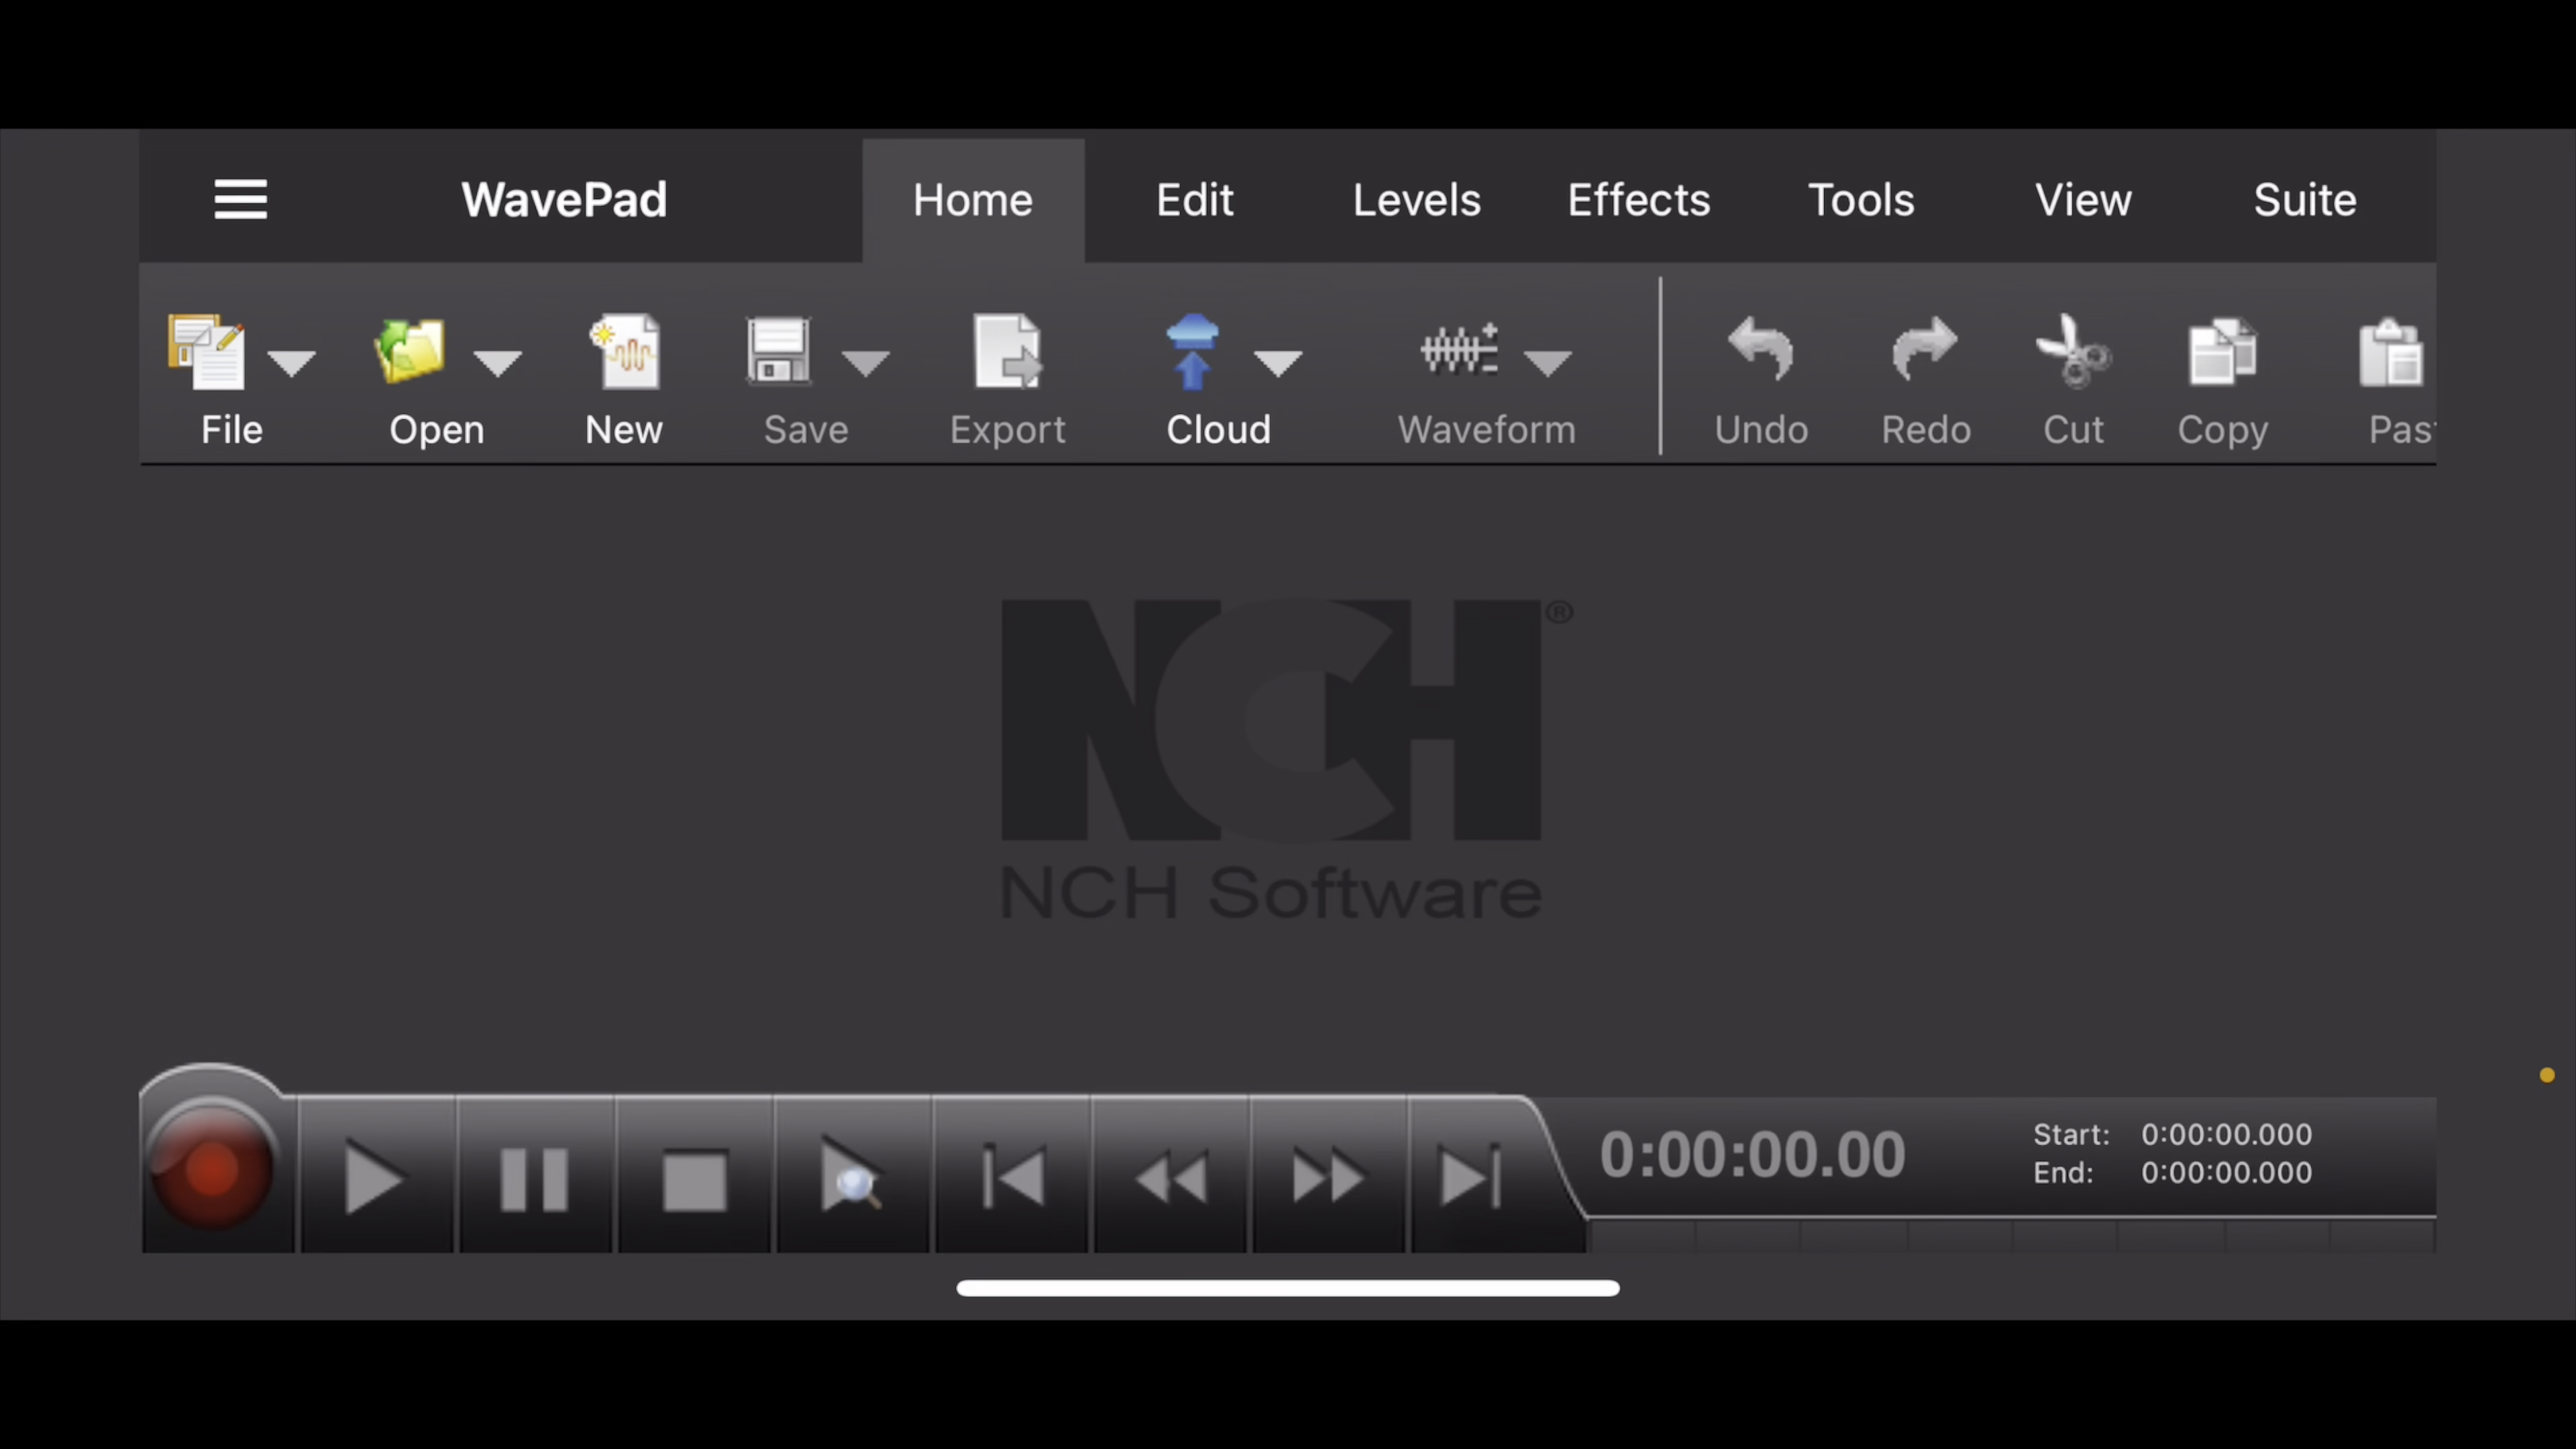 WavePad Home Edit Levels Effects Tools View Suite
File Open New Save Export Cloud Waveform Undo Redo Cut Copy Pas
NCH®
NCH Software
0:00:00.00
Start: 0:00:00.000
End: 0:00:00.000